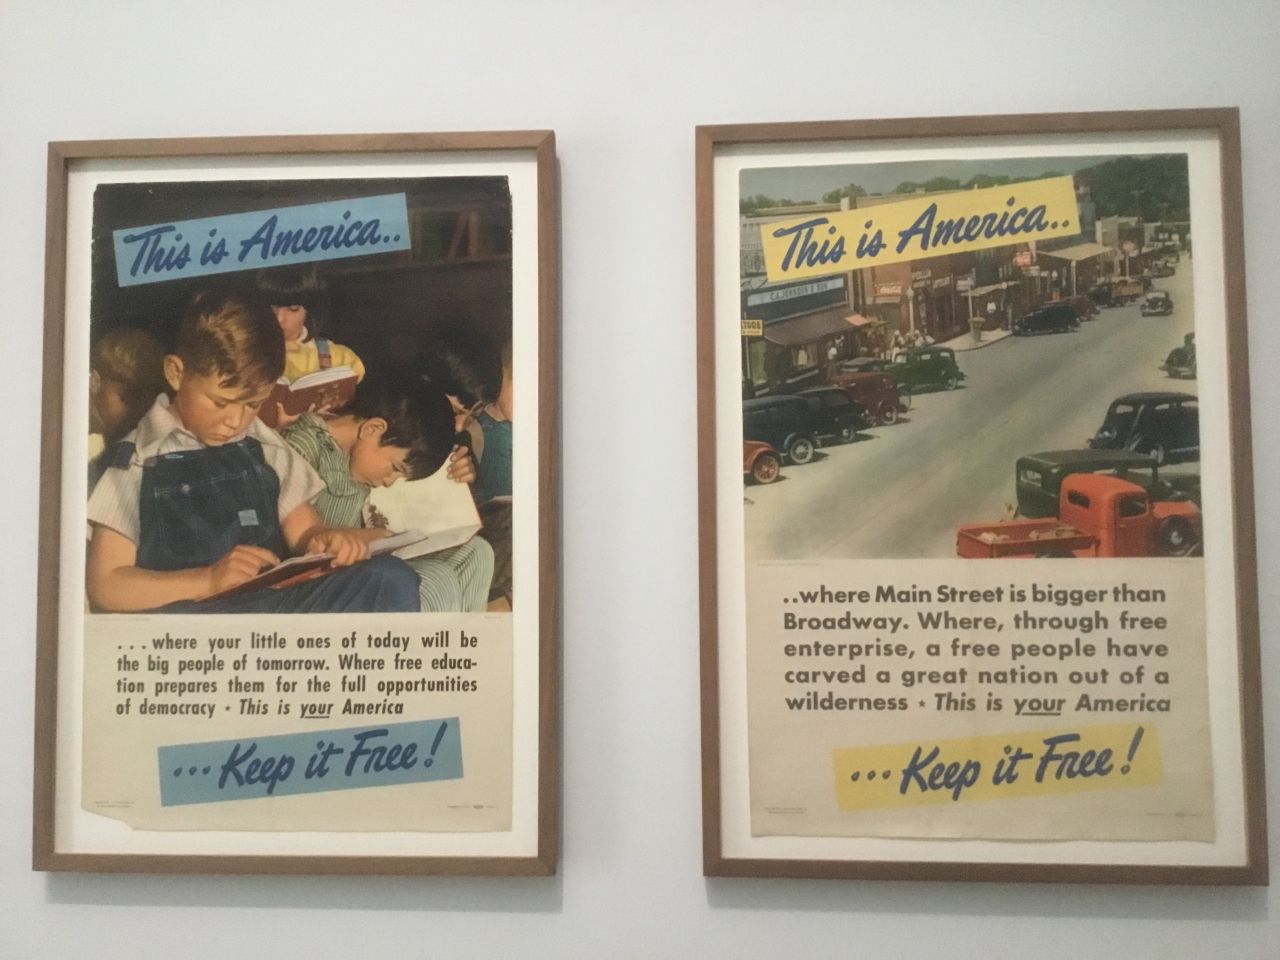 This is America..
...where your little ones of today will be
the big people of tomorrow. Where free educa-
tion prepares them for the full opportunities
of democracy ★ This is your America
...Keep it Free!
This is America..
C.A. JOHNSON & SON
..where Main Street is bigger than
Broadway. Where, through free
enterprise, a free people have
carved a great nation out of a
wilderness ★ This is your America
...Keep it Free!